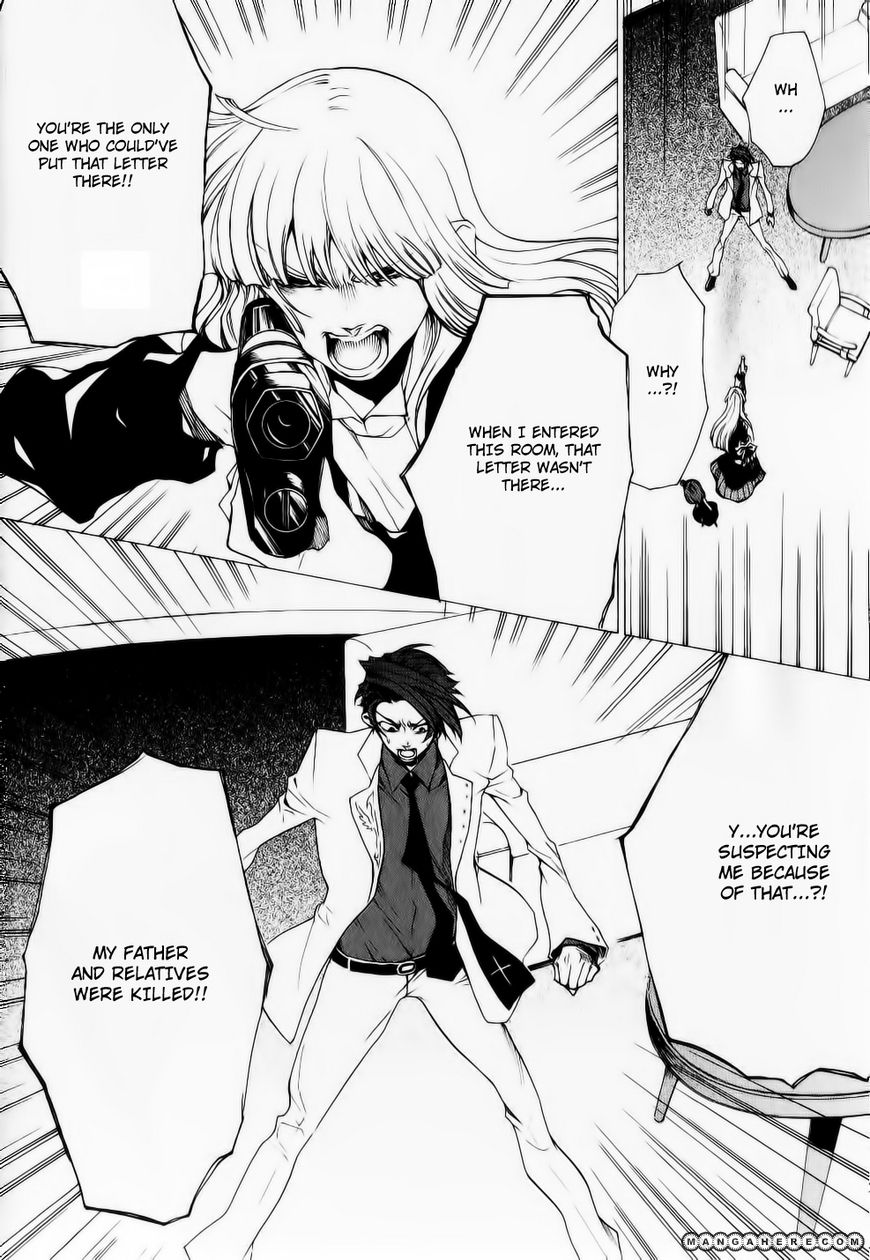 WH
...
WHY
...?!
WHEN I ENTERED
THIS ROOM, THAT
LETTER WASN'T
THERE...
YOU'RE THE ONLY
ONE WHO COULD'VE
PUT THAT LETTER
THERE!!
Y...YOU'RE
SUSPECTING
ME BECAUSE
OF THAT...?!
MY FATHER
AND RELATIVES
WERE KILLED!!
MANGAHERE.COM